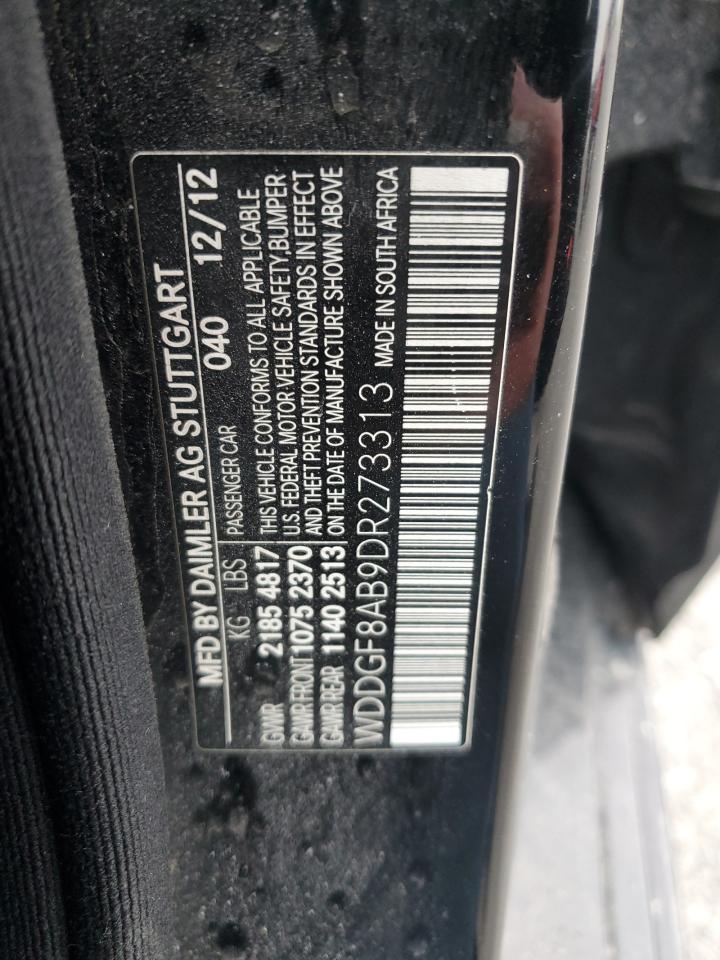 MFD BY DAIMLER AG STUTTGART
040 12/12
KG LBS PASSENGER CAR
GVWR 2185 4817 THIS VEHICLE CONFORMS TO ALL APPLICABLE
GAWR FRONT 1075 2370 U.S. FEDERAL MOTOR VEHICLE SAFETY, BUMPER
GAWR REAR 1140 2513 AND THEFT PREVENTION STANDARDS IN EFFECT
ON THE DATE OF MANUFACTURE SHOWN ABOVE
WDDGF8AB9DR273313 MADE IN SOUTH AFRICA